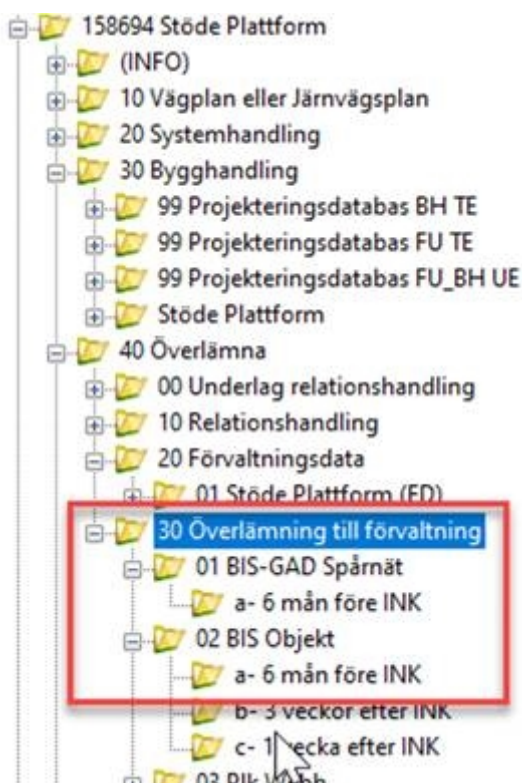 158694 Stöde Plattform
(INFO)
10 Vägplan eller Järnvägsplan
20 Systemhandling
30 Bygghandling
99 Projekteringsdatabas BH TE
99 Projekteringsdatabas FU TE
99 Projekteringsdatabas FU_BH UE
Stöde Plattform
40 Överlämna
00 Underlag relationshandling
10 Relationshandling
20 Förvaltningsdata
01 Stöde Plattform (FD)
30 Överlämning till förvaltning
01 BIS-GAD Spårnät
a- 6 mån före INK
02 BIS Objekt
a- 6 mån före INK
b- 3 veckor efter INK
c- 1 vecka efter INK
03